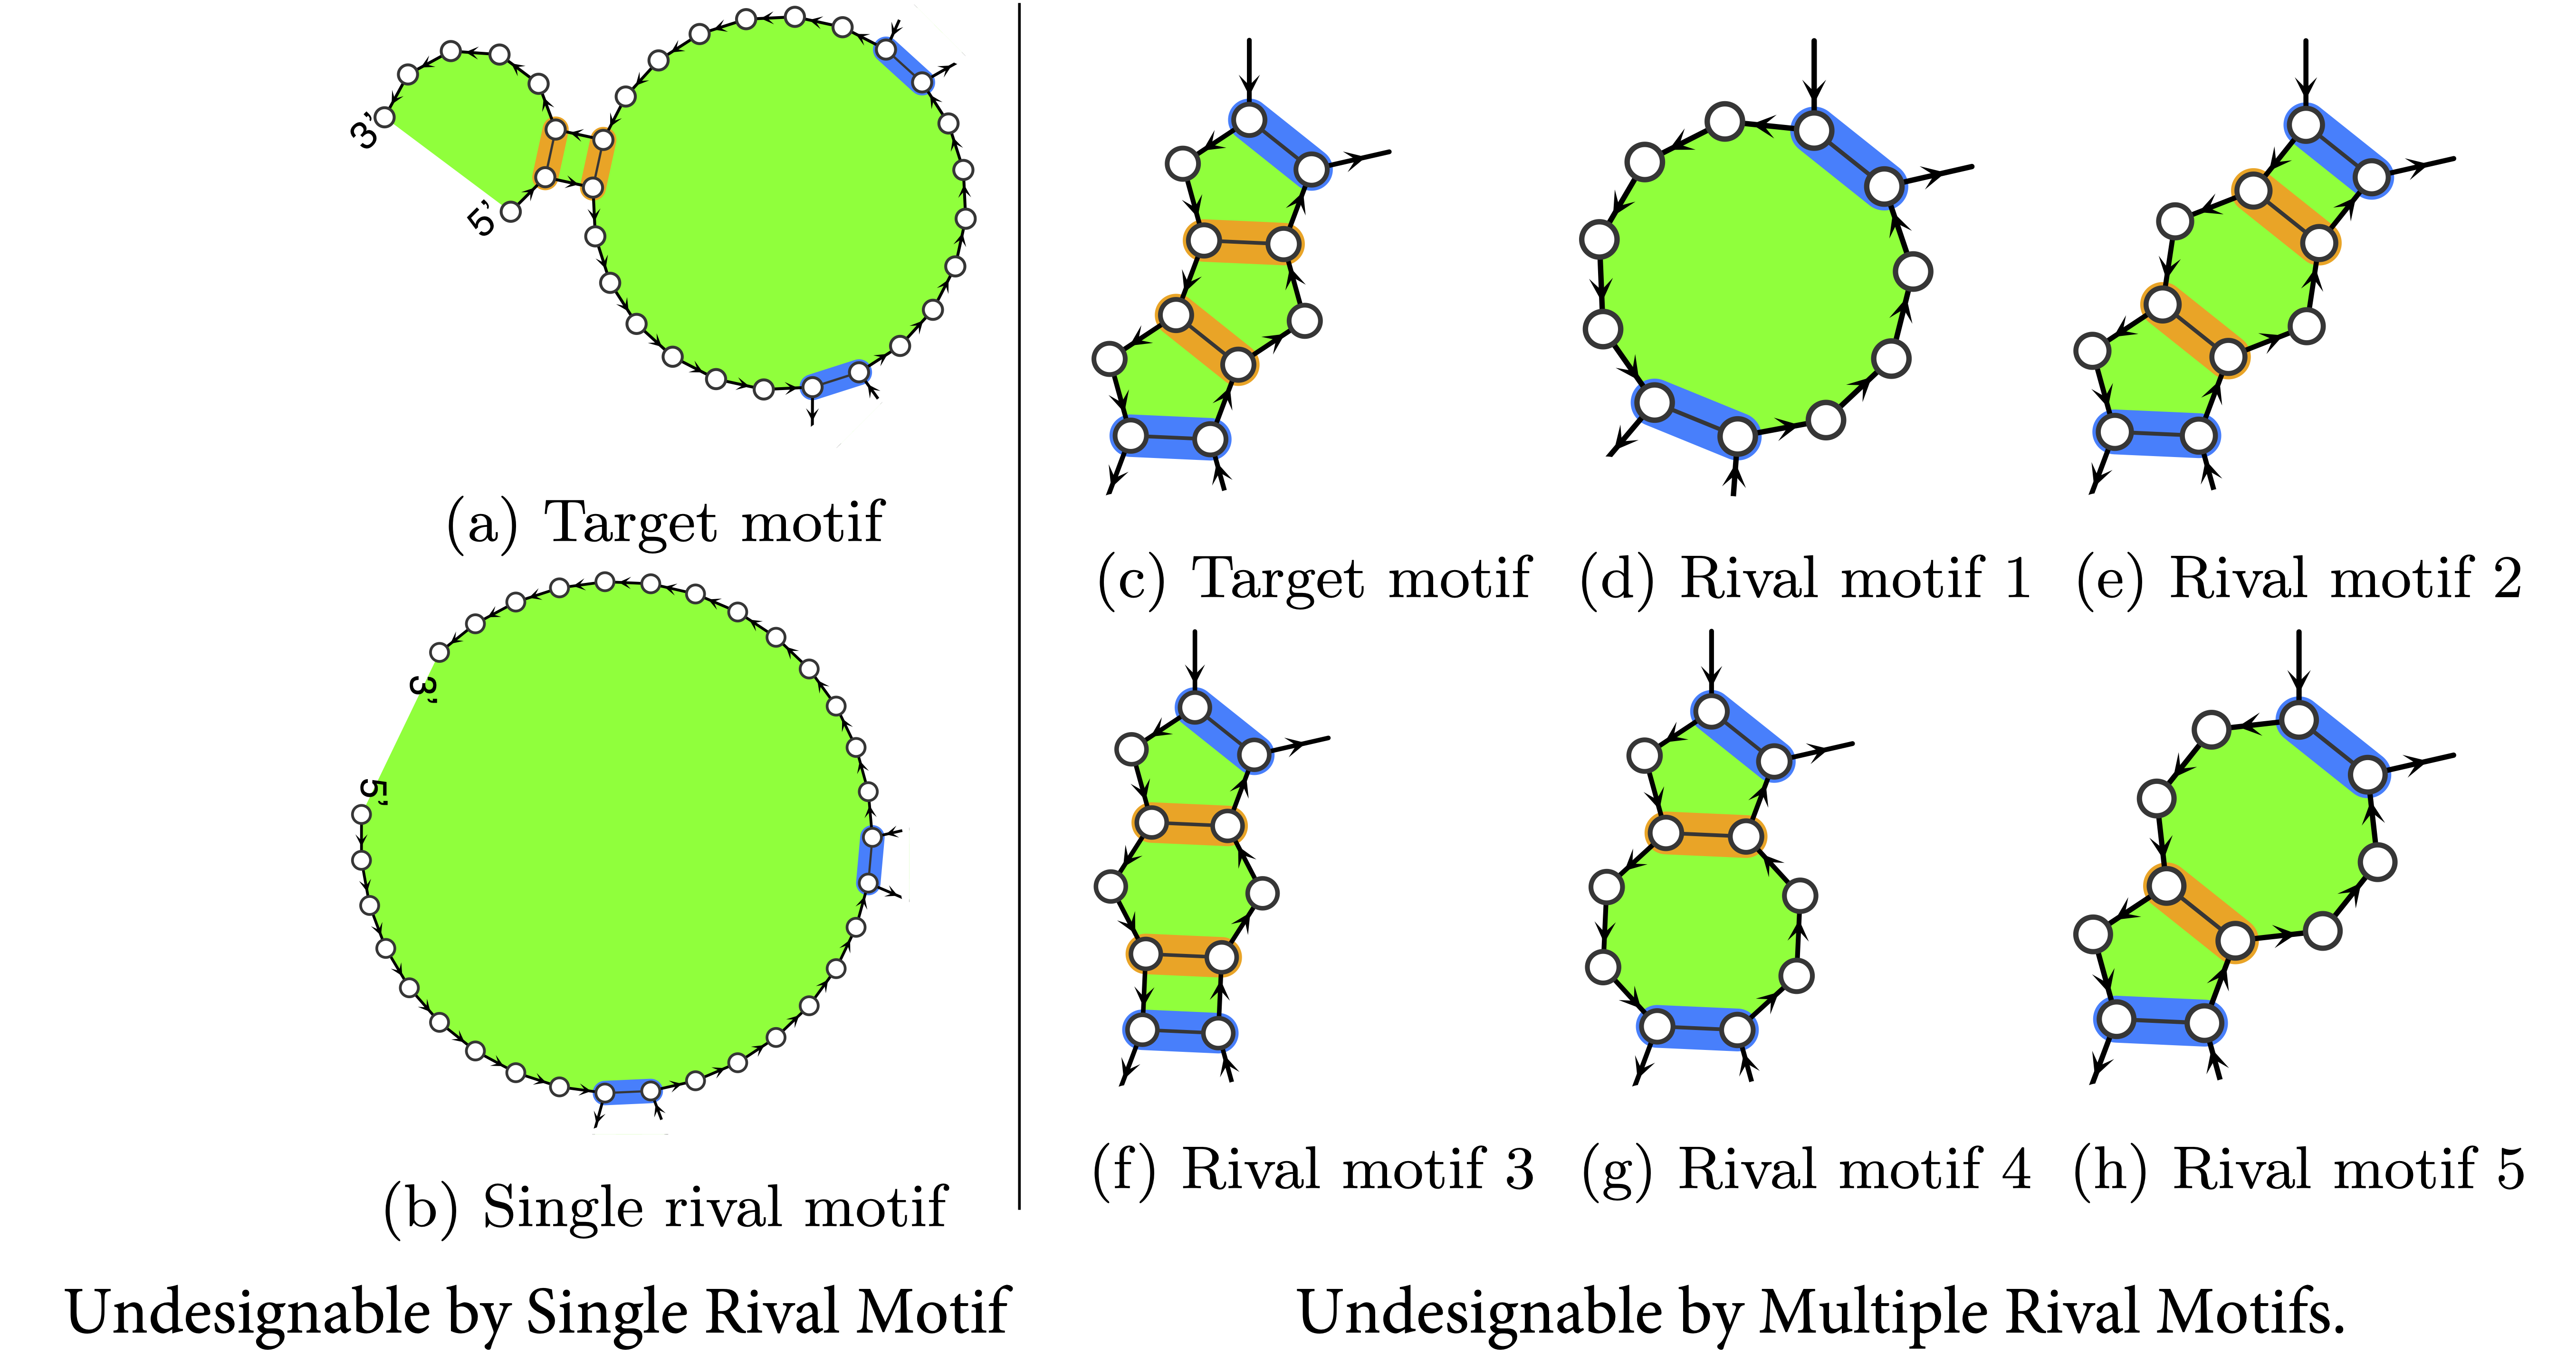 3'
5'
(a) Target motif
3'
5'
(b) Single rival motif
Undesignable by Single Rival Motif
(c) Target motif
(d) Rival motif 1
(e) Rival motif 2
(f) Rival motif 3
(g) Rival motif 4
(h) Rival motif 5
Undesignable by Multiple Rival Motifs.